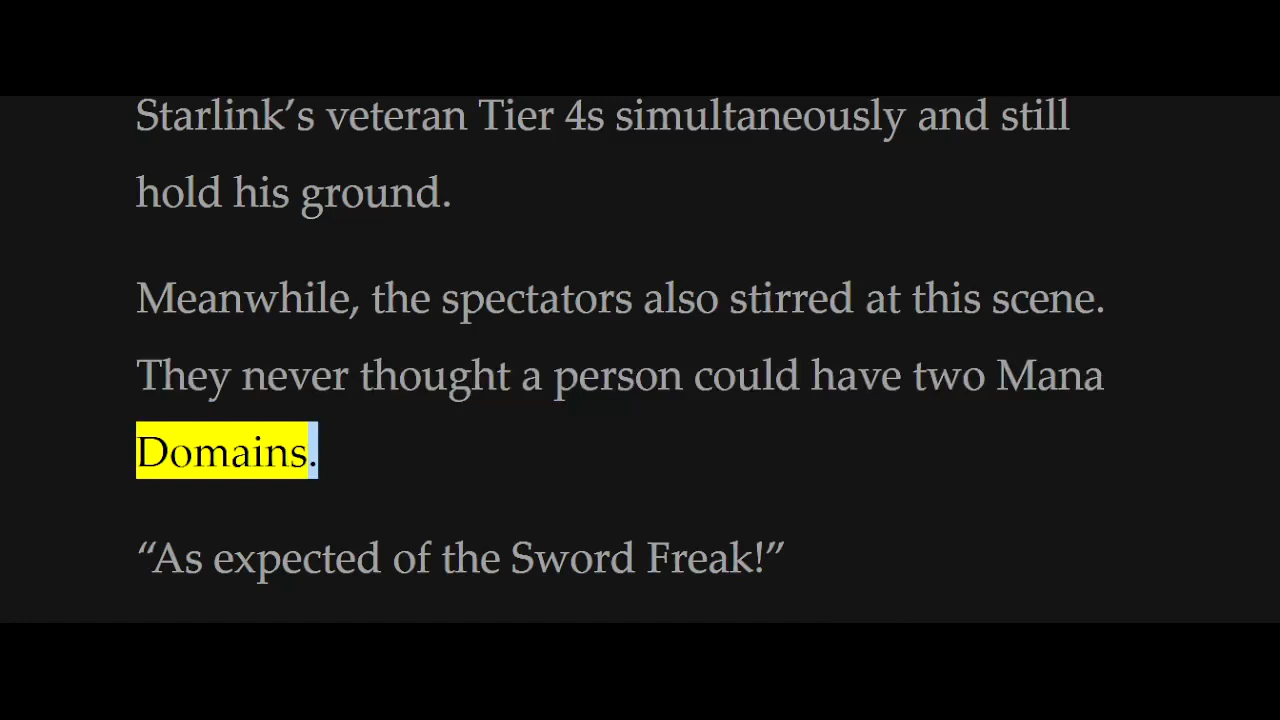 Starlink’s veteran Tier 4s simultaneously and still
hold his ground.
Meanwhile, the spectators also stirred at this scene.
They never thought a person could have two Mana
Domains.
“As expected of the Sword Freak!”